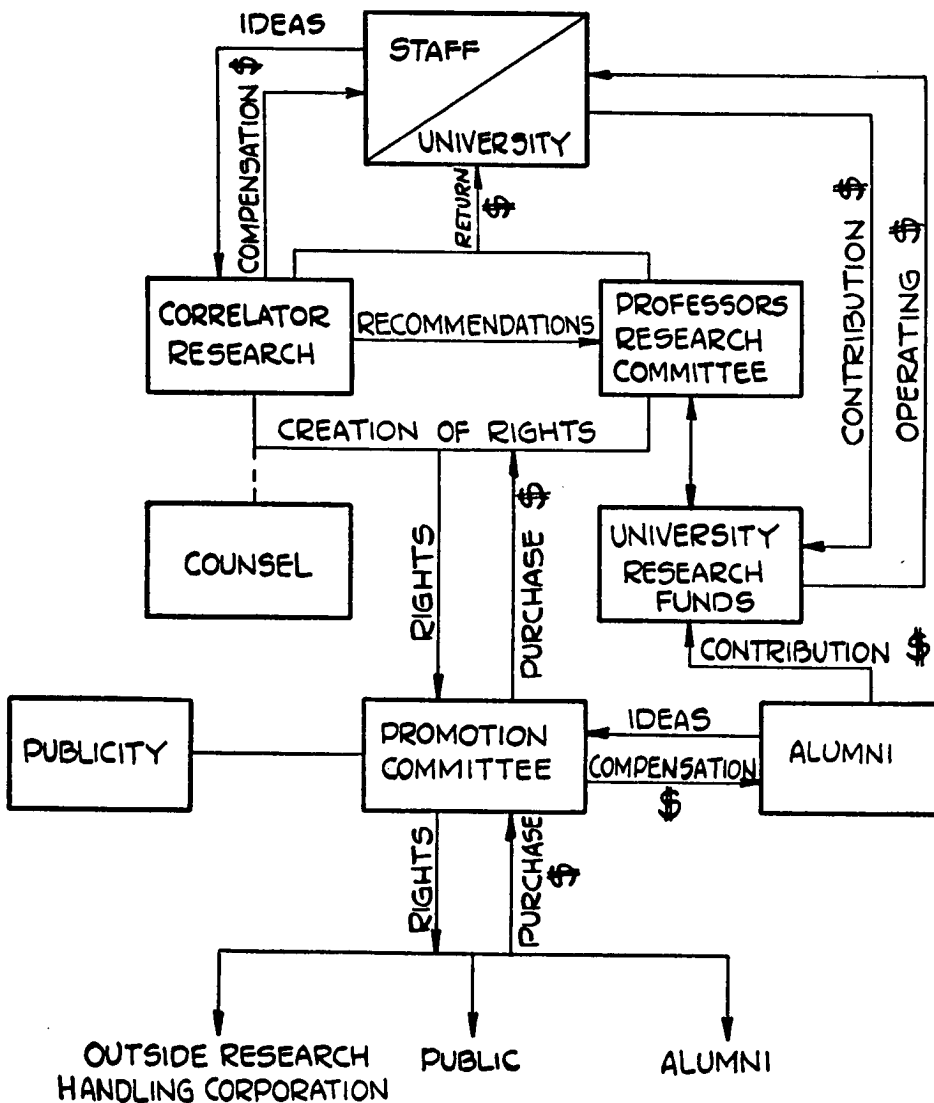 IDEAS
STAFF
UNIVERSITY
COMPENSATION $
RETURN
$
CONTRIBUTION $
OPERATING $
CORRELATOR
RESEARCH
RECOMMENDATIONS
PROFESSORS
RESEARCH
COMMITTEE
CREATION OF RIGHTS
COUNSEL
RIGHTS
PURCHASE $
UNIVERSITY
RESEARCH
FUNDS
CONTRIBUTION $
PUBLICITY
PROMOTION
COMMITTEE
IDEAS
COMPENSATION
$
ALUMNI
RIGHTS
PURCHASE
$
OUTSIDE RESEARCH
HANDLING CORPORATION
PUBLIC
ALUMNI